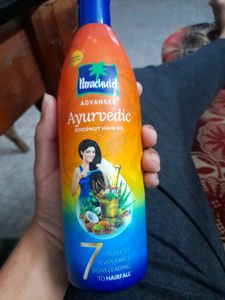 Parachute
ADVANSED
Ayurvedic
COCONUT HAIR OIL
7
REDUCES
SEVEN EARLY
SIGNS LEADING
TO HAIRFALL*